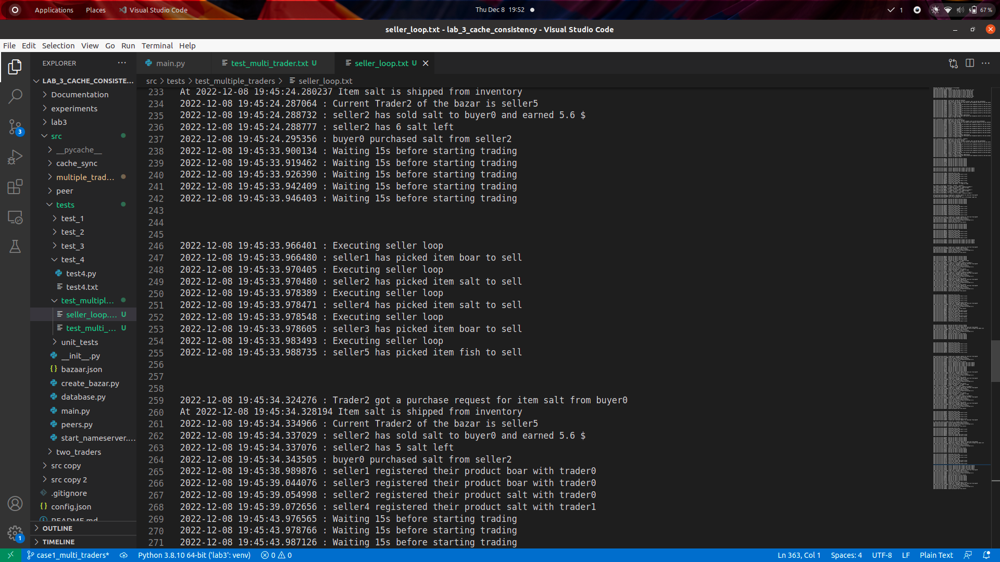 Applications Places Visual Studio Code Thu Dec 8 19:52 1 67 %
seller_loop.txt - lab_3_cache_consistency - Visual Studio Code
File Edit Selection View Go Run Terminal Help
EXPLORER
LAB_3_CACHE_CONSISTE...
Documentation
experiments
lab3
src
__pycache__
cache_sync
multiple_trad...
peer
tests
test_1
test_2
test_3
test_4
test4.py
test4.txt
test_multipl...
seller_loop.... U
test_multi_... U
unit_tests
__init__.py
bazaar.json
create_bazar.py
database.py
main.py
peers.py
start_nameserver....
two_traders
src copy
src copy 2
.gitignore
config.json
README.md
OUTLINE
TIMELINE
3
1
main.py test_multi_trader.txt U seller_loop.txt U
src > tests > test_multiple_traders > seller_loop.txt
233 At 2022-12-08 19:45:24.280237 Item salt is shipped from inventory
234 2022-12-08 19:45:24.287064 : Current Trader2 of the bazar is seller5
235 2022-12-08 19:45:24.288732 : seller2 has sold salt to buyer0 and earned 5.6 $
236 2022-12-08 19:45:24.288777 : seller2 has 6 salt left
237 2022-12-08 19:45:24.295356 : buyer0 purchased salt from seller2
238 2022-12-08 19:45:33.900134 : Waiting 15s before starting trading
239 2022-12-08 19:45:33.919462 : Waiting 15s before starting trading
240 2022-12-08 19:45:33.926390 : Waiting 15s before starting trading
241 2022-12-08 19:45:33.942409 : Waiting 15s before starting trading
242 2022-12-08 19:45:33.946403 : Waiting 15s before starting trading
243
244
245
246 2022-12-08 19:45:33.966401 : Executing seller loop
247 2022-12-08 19:45:33.966480 : seller1 has picked item boar to sell
248 2022-12-08 19:45:33.970405 : Executing seller loop
249 2022-12-08 19:45:33.970480 : seller2 has picked item salt to sell
250 2022-12-08 19:45:33.978389 : Executing seller loop
251 2022-12-08 19:45:33.978471 : seller4 has picked item salt to sell
252 2022-12-08 19:45:33.978548 : Executing seller loop
253 2022-12-08 19:45:33.978605 : seller3 has picked item boar to sell
254 2022-12-08 19:45:33.983493 : Executing seller loop
255 2022-12-08 19:45:33.988735 : seller5 has picked item fish to sell
256
257
258
259 2022-12-08 19:45:34.324276 : Trader2 got a purchase request for item salt from buyer0
260 At 2022-12-08 19:45:34.328194 Item salt is shipped from inventory
261 2022-12-08 19:45:34.334966 : Current Trader2 of the bazar is seller5
262 2022-12-08 19:45:34.337029 : seller2 has sold salt to buyer0 and earned 5.6 $
263 2022-12-08 19:45:34.337076 : seller2 has 5 salt left
264 2022-12-08 19:45:34.343505 : buyer0 purchased salt from seller2
265 2022-12-08 19:45:38.989876 : seller1 registered their product boar with trader0
266 2022-12-08 19:45:39.044076 : seller3 registered their product boar with trader0
267 2022-12-08 19:45:39.054998 : seller2 registered their product salt with trader0
268 2022-12-08 19:45:39.072656 : seller4 registered their product salt with trader1
269 2022-12-08 19:45:43.976565 : Waiting 15s before starting trading
270 2022-12-08 19:45:43.978766 : Waiting 15s before starting trading
271 2022-12-08 19:45:43.987126 : Waiting 15s before starting trading
case1_multi_traders* Python 3.8.10 64-bit ('lab3': venv) 0 0 Ln 363, Col 1 Spaces: 4 UTF-8 LF Plain Text